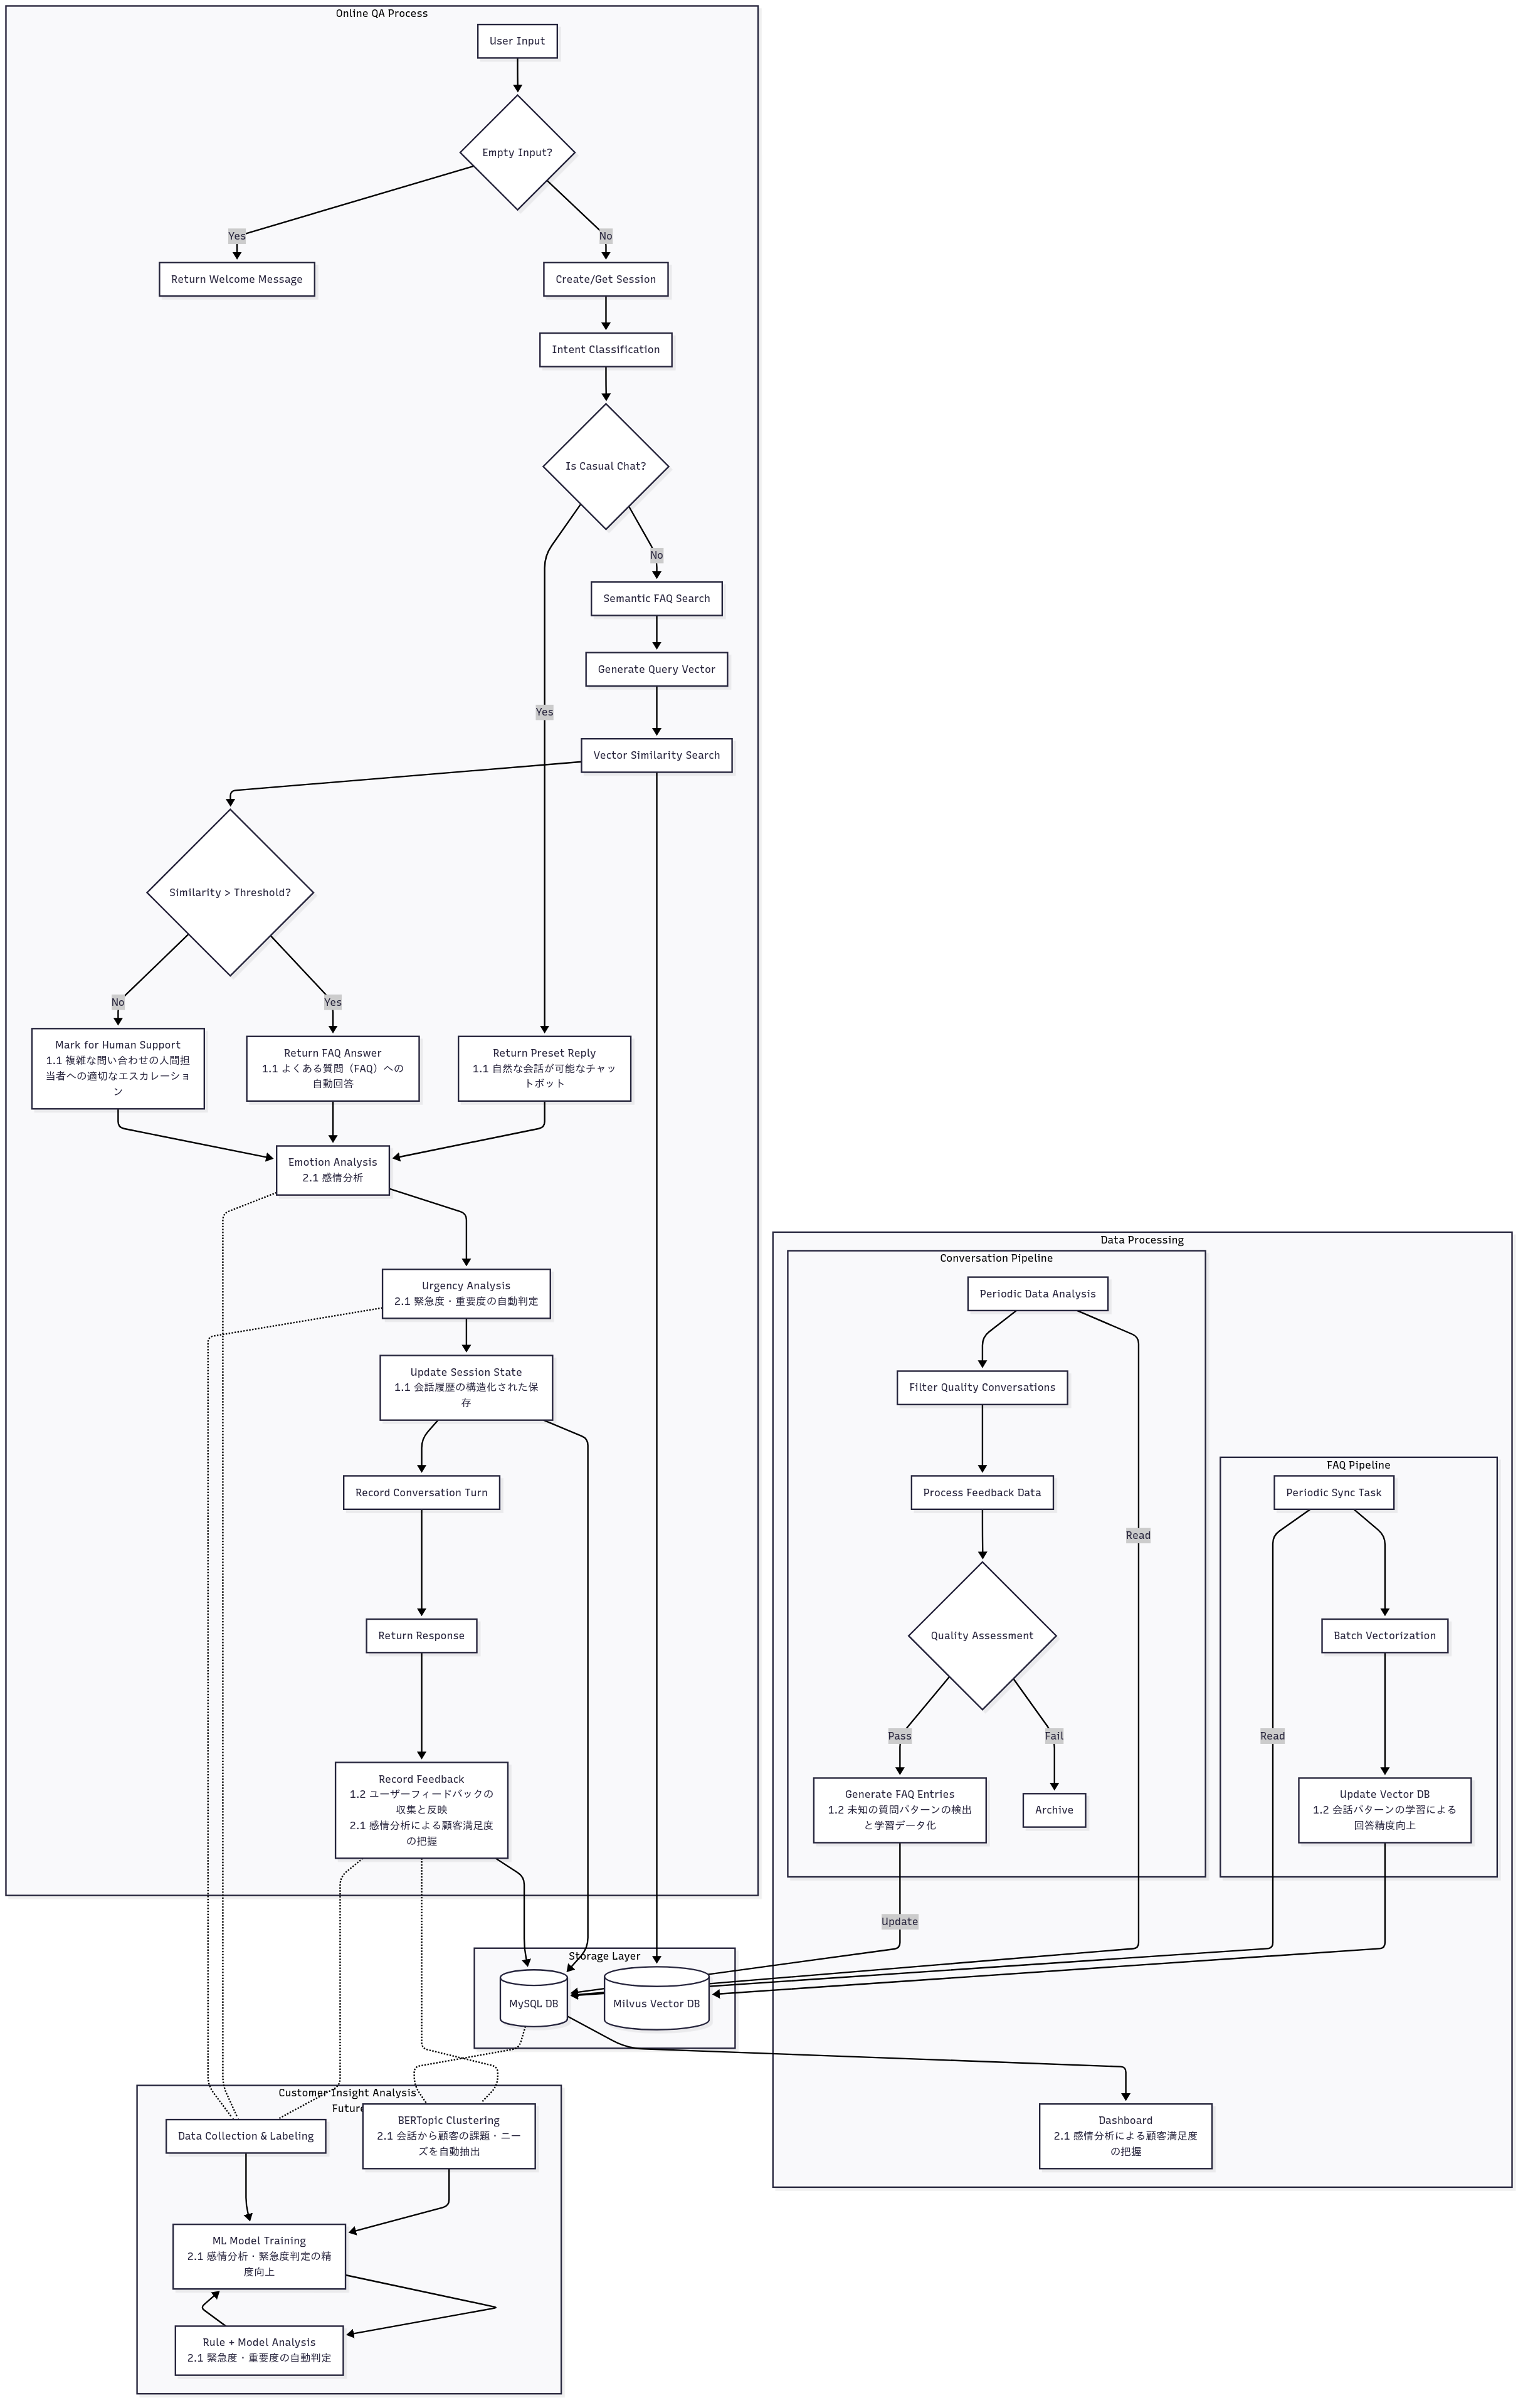 Online QA Process
User Input
Empty Input?
Yes
No
Return Welcome Message
Create/Get Session
Intent Classification
Is Casual Chat?
No
Semantic FAQ Search
Generate Query Vector
Yes
Vector Similarity Search
Similarity > Threshold?
No
Yes
Mark for Human Support
1.1 複雑な問い合わせの人間担
当者への適切なエスカレーショ
ン
Return FAQ Answer
1.1 よくある質問（FAQ）への
自動回答
Return Preset Reply
1.1 自然な会話が可能なチャッ
トボット
Emotion Analysis
2.1 感情分析
Urgency Analysis
2.1 緊急度・重要度の自動判定
Update Session State
1.1 会話履歴の構造化された保
存
Record Conversation Turn
Return Response
Record Feedback
1.2 ユーザーフィードバックの
収集と反映
2.1 感情分析による顧客満足度
の把握
Data Processing
Conversation Pipeline
Periodic Data Analysis
Filter Quality Conversations
Process Feedback Data
Read
Quality Assessment
Pass
Fail
Generate FAQ Entries
1.2 未知の質問パターンの検出
と学習データ化
Archive
Update
FAQ Pipeline
Periodic Sync Task
Batch Vectorization
Read
Update Vector DB
1.2 会話パターンの学習による
回答精度向上
Storage Layer
MySQL DB
Milvus Vector DB
Dashboard
2.1 感情分析による顧客満足度
の把握
Customer Insight Analysis
Future
Data Collection & Labeling
BERTopic Clustering
2.1 会話から顧客の課題・ニー
ズを自動抽出
ML Model Training
2.1 感情分析・緊急度判定の精
度向上
Rule + Model Analysis
2.1 緊急度・重要度の自動判定